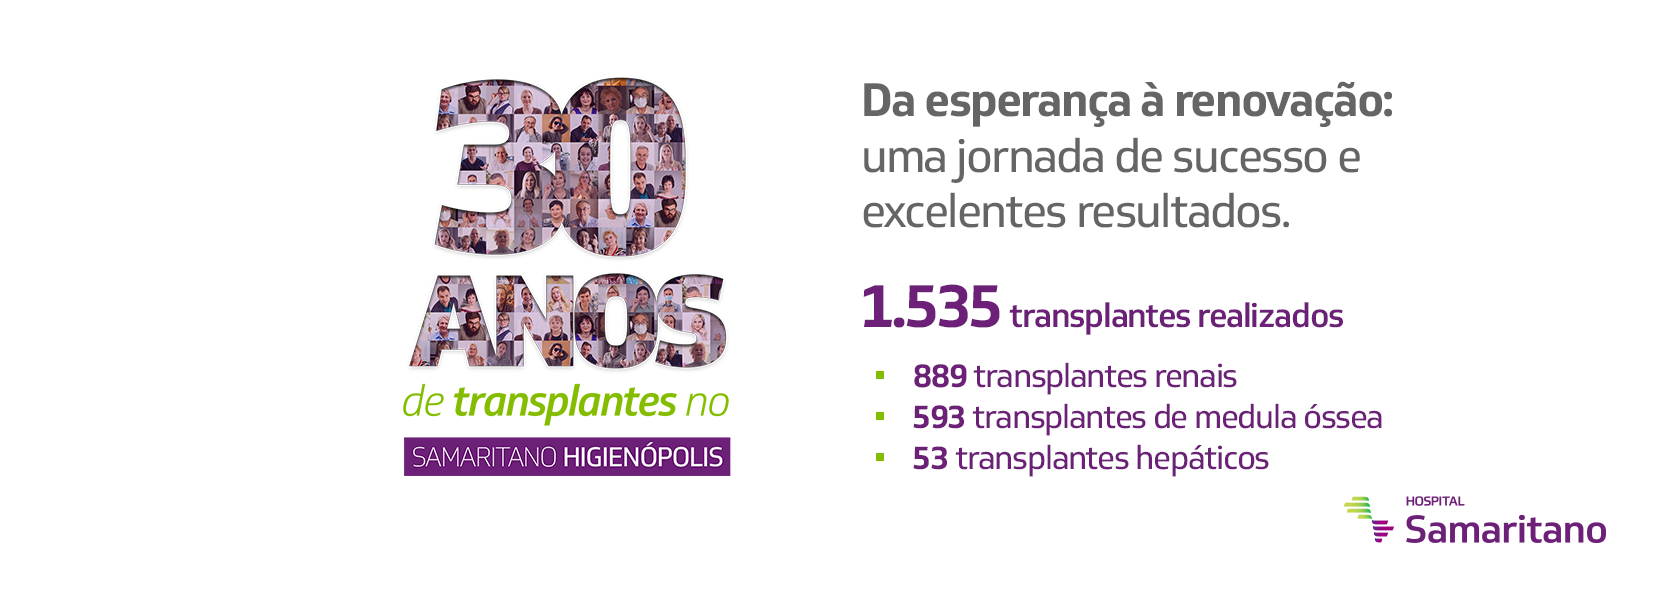 30
ANOS
de transplantes no
SAMARITANO HIGIENÓPOLIS
Da esperança à renovação:
uma jornada de sucesso e
excelentes resultados.
1.535 transplantes realizados
▪ 889 transplantes renais
▪ 593 transplantes de medula óssea
▪ 53 transplantes hepáticos
HOSPITAL
Samaritano